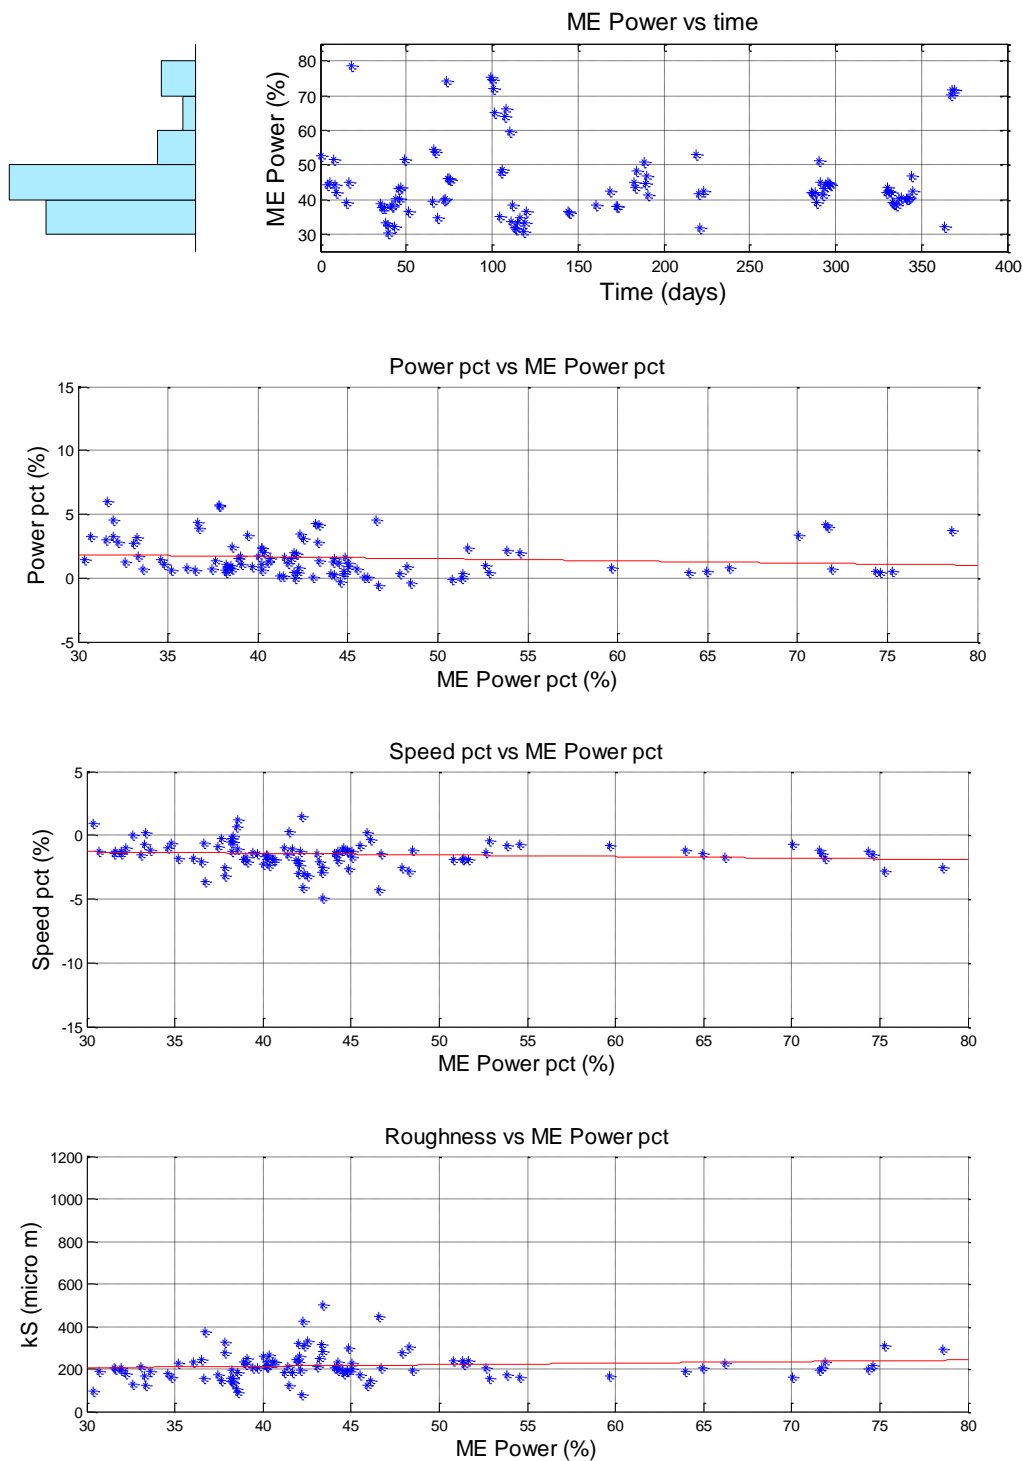 ME Power vs time
ME Power (%)
80
70
60
50
40
30
0 50 100 150 200 250 300 350 400
Time (days)
Power pct vs ME Power pct
Power pct (%)
15
10
5
0
-5
30 35 40 45 50 55 60 65 70 75 80
ME Power pct (%)
Speed pct vs ME Power pct
Speed pct (%)
5
0
-5
-10
-15
30 35 40 45 50 55 60 65 70 75 80
ME Power pct (%)
Roughness vs ME Power pct
kS (micro m)
1200
1000
800
600
400
200
0
30 35 40 45 50 55 60 65 70 75 80
ME Power (%)